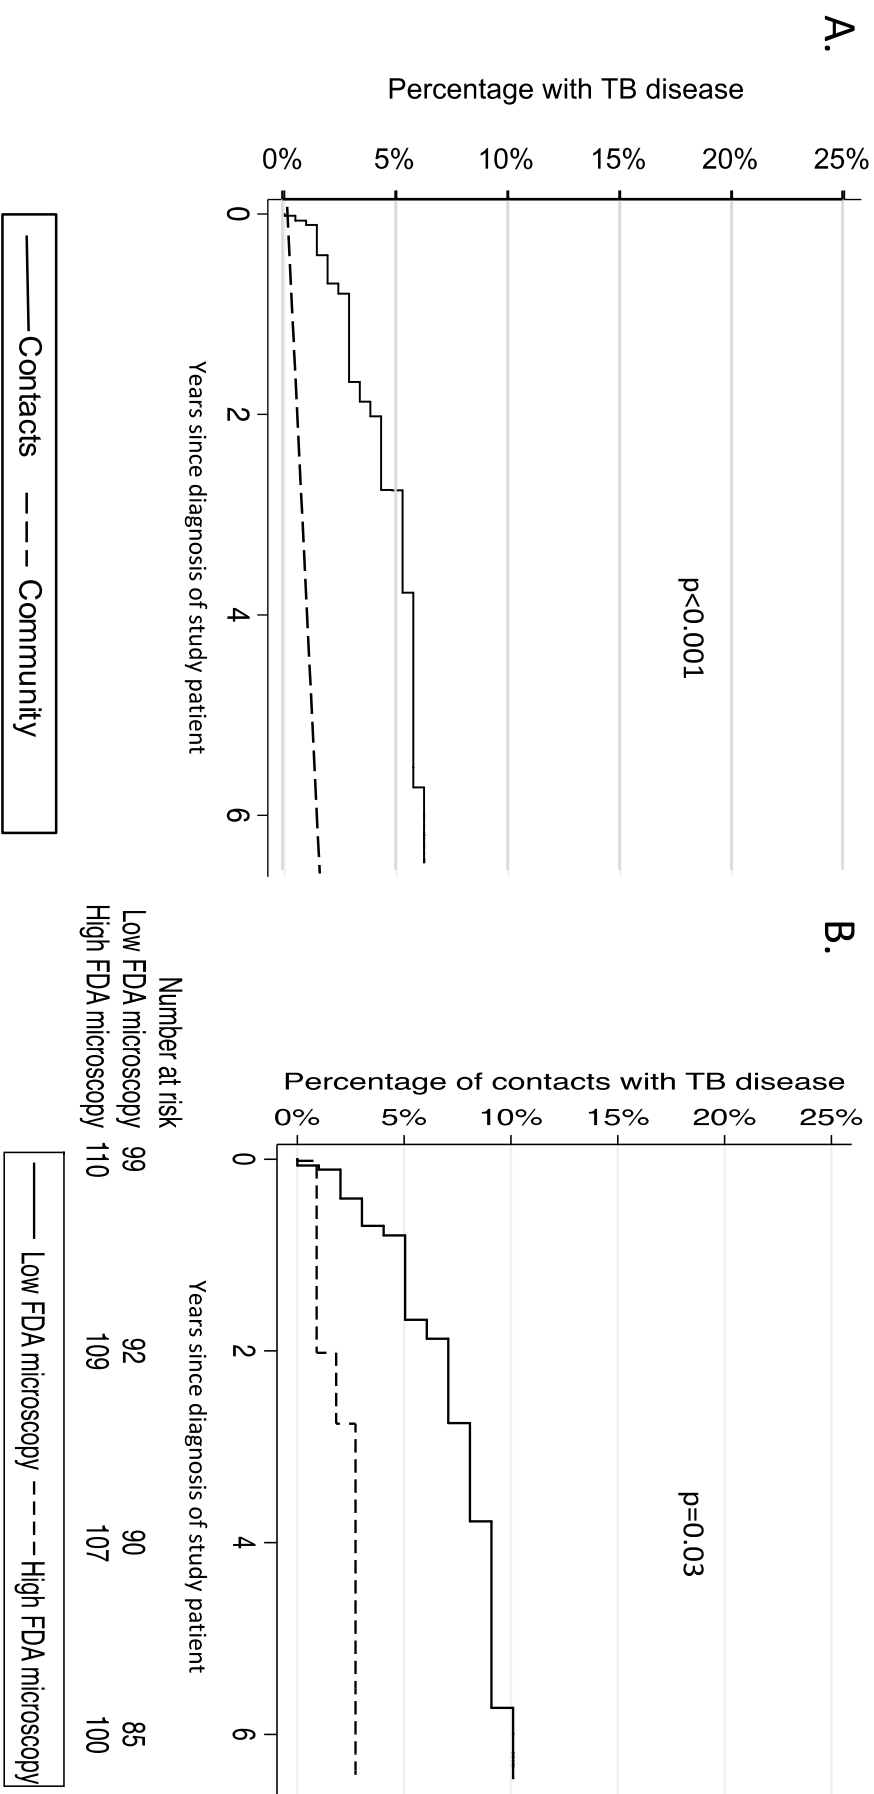 A.
Percentage with TB disease
25%
20%
15%
10%
5%
0%
p<0.001
0 2 4 6
Years since diagnosis of study patient
Contacts Community
B.
Percentage of contacts with TB disease
25%
20%
15%
10%
5%
0%
p=0.03
0 2 4 6
Years since diagnosis of study patient
Number at risk
Low FDA microscopy 99 92 90 85
High FDA microscopy 110 109 107 100
Low FDA microscopy High FDA microscopy